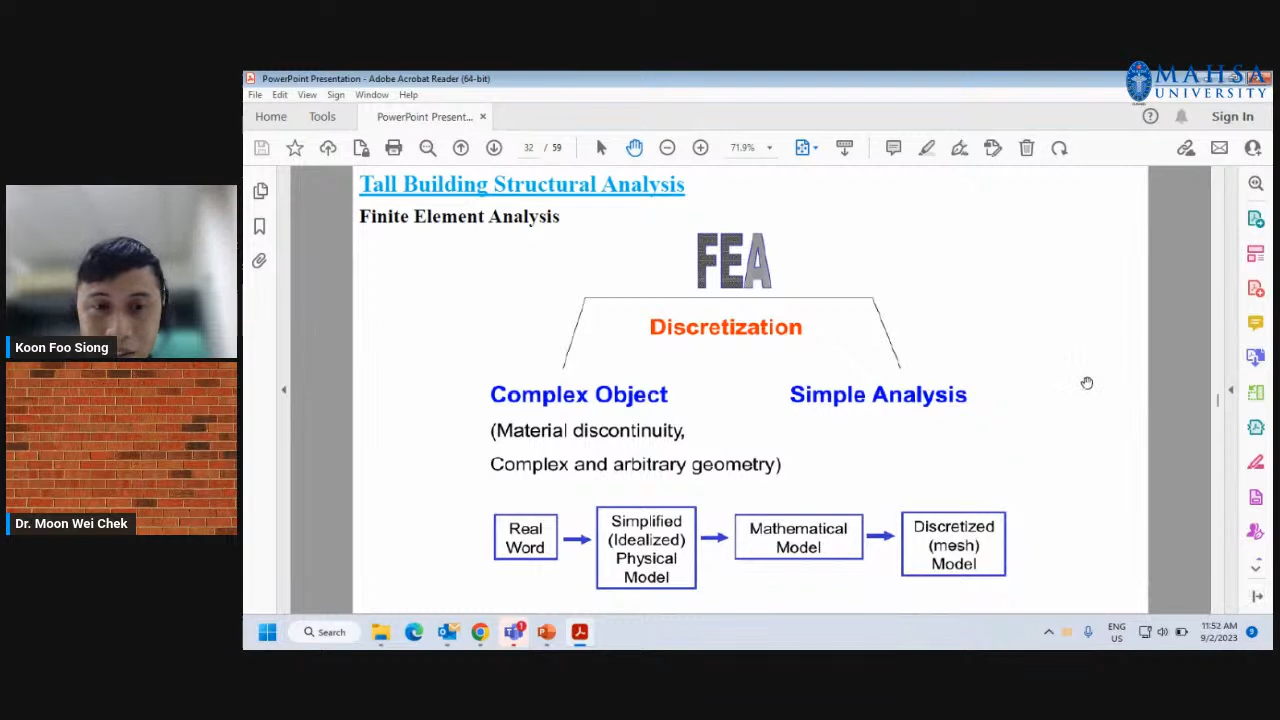 MAHSA
UNIVERSITY
PowerPoint Presentation - Adobe Acrobat Reader (64-bit)
File Edit View Sign Window Help
Home Tools PowerPoint Present... × Sign In
32 / 59 71.9%
Tall Building Structural Analysis
Finite Element Analysis
FEA
Discretization
Complex Object Simple Analysis
(Material discontinuity,
Complex and arbitrary geometry)
Real
Word
Simplified
(Idealized)
Physical
Model
Mathematical
Model
Discretized
(mesh)
Model
Koon Foo Siong
Dr. Moon Wei Chek
Search
1
ENG
US
11:52 AM
9/2/2023